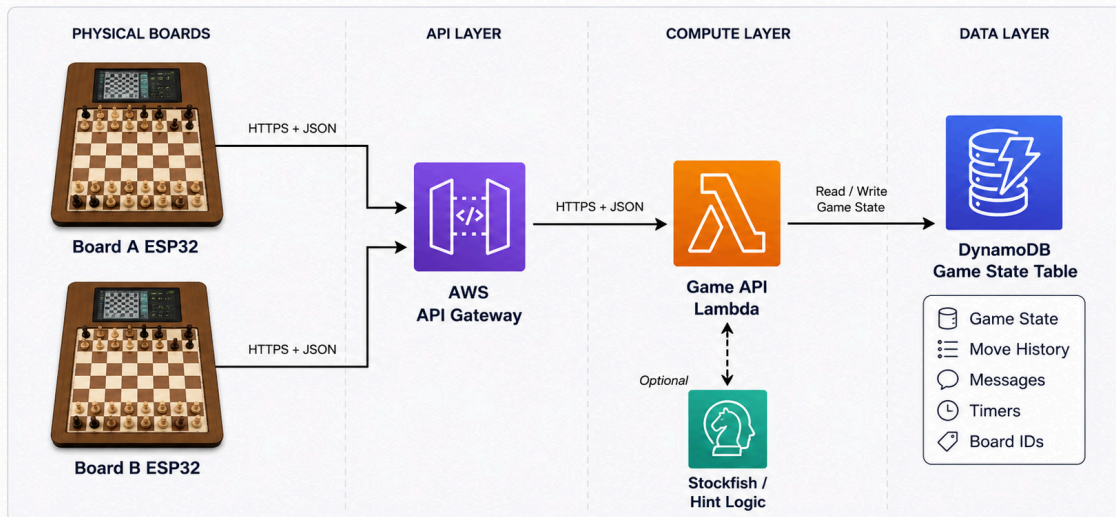 PHYSICAL BOARDS
API LAYER
COMPUTE LAYER
DATA LAYER
HTTPS + JSON
Board A ESP32
HTTPS + JSON
Board B ESP32
</>
AWS
API Gateway
HTTPS + JSON
Game API
Lambda
Optional
Stockfish /
Hint Logic
Read / Write
Game State
DynamoDB
Game State Table
Game State
Move History
Messages
Timers
Board IDs